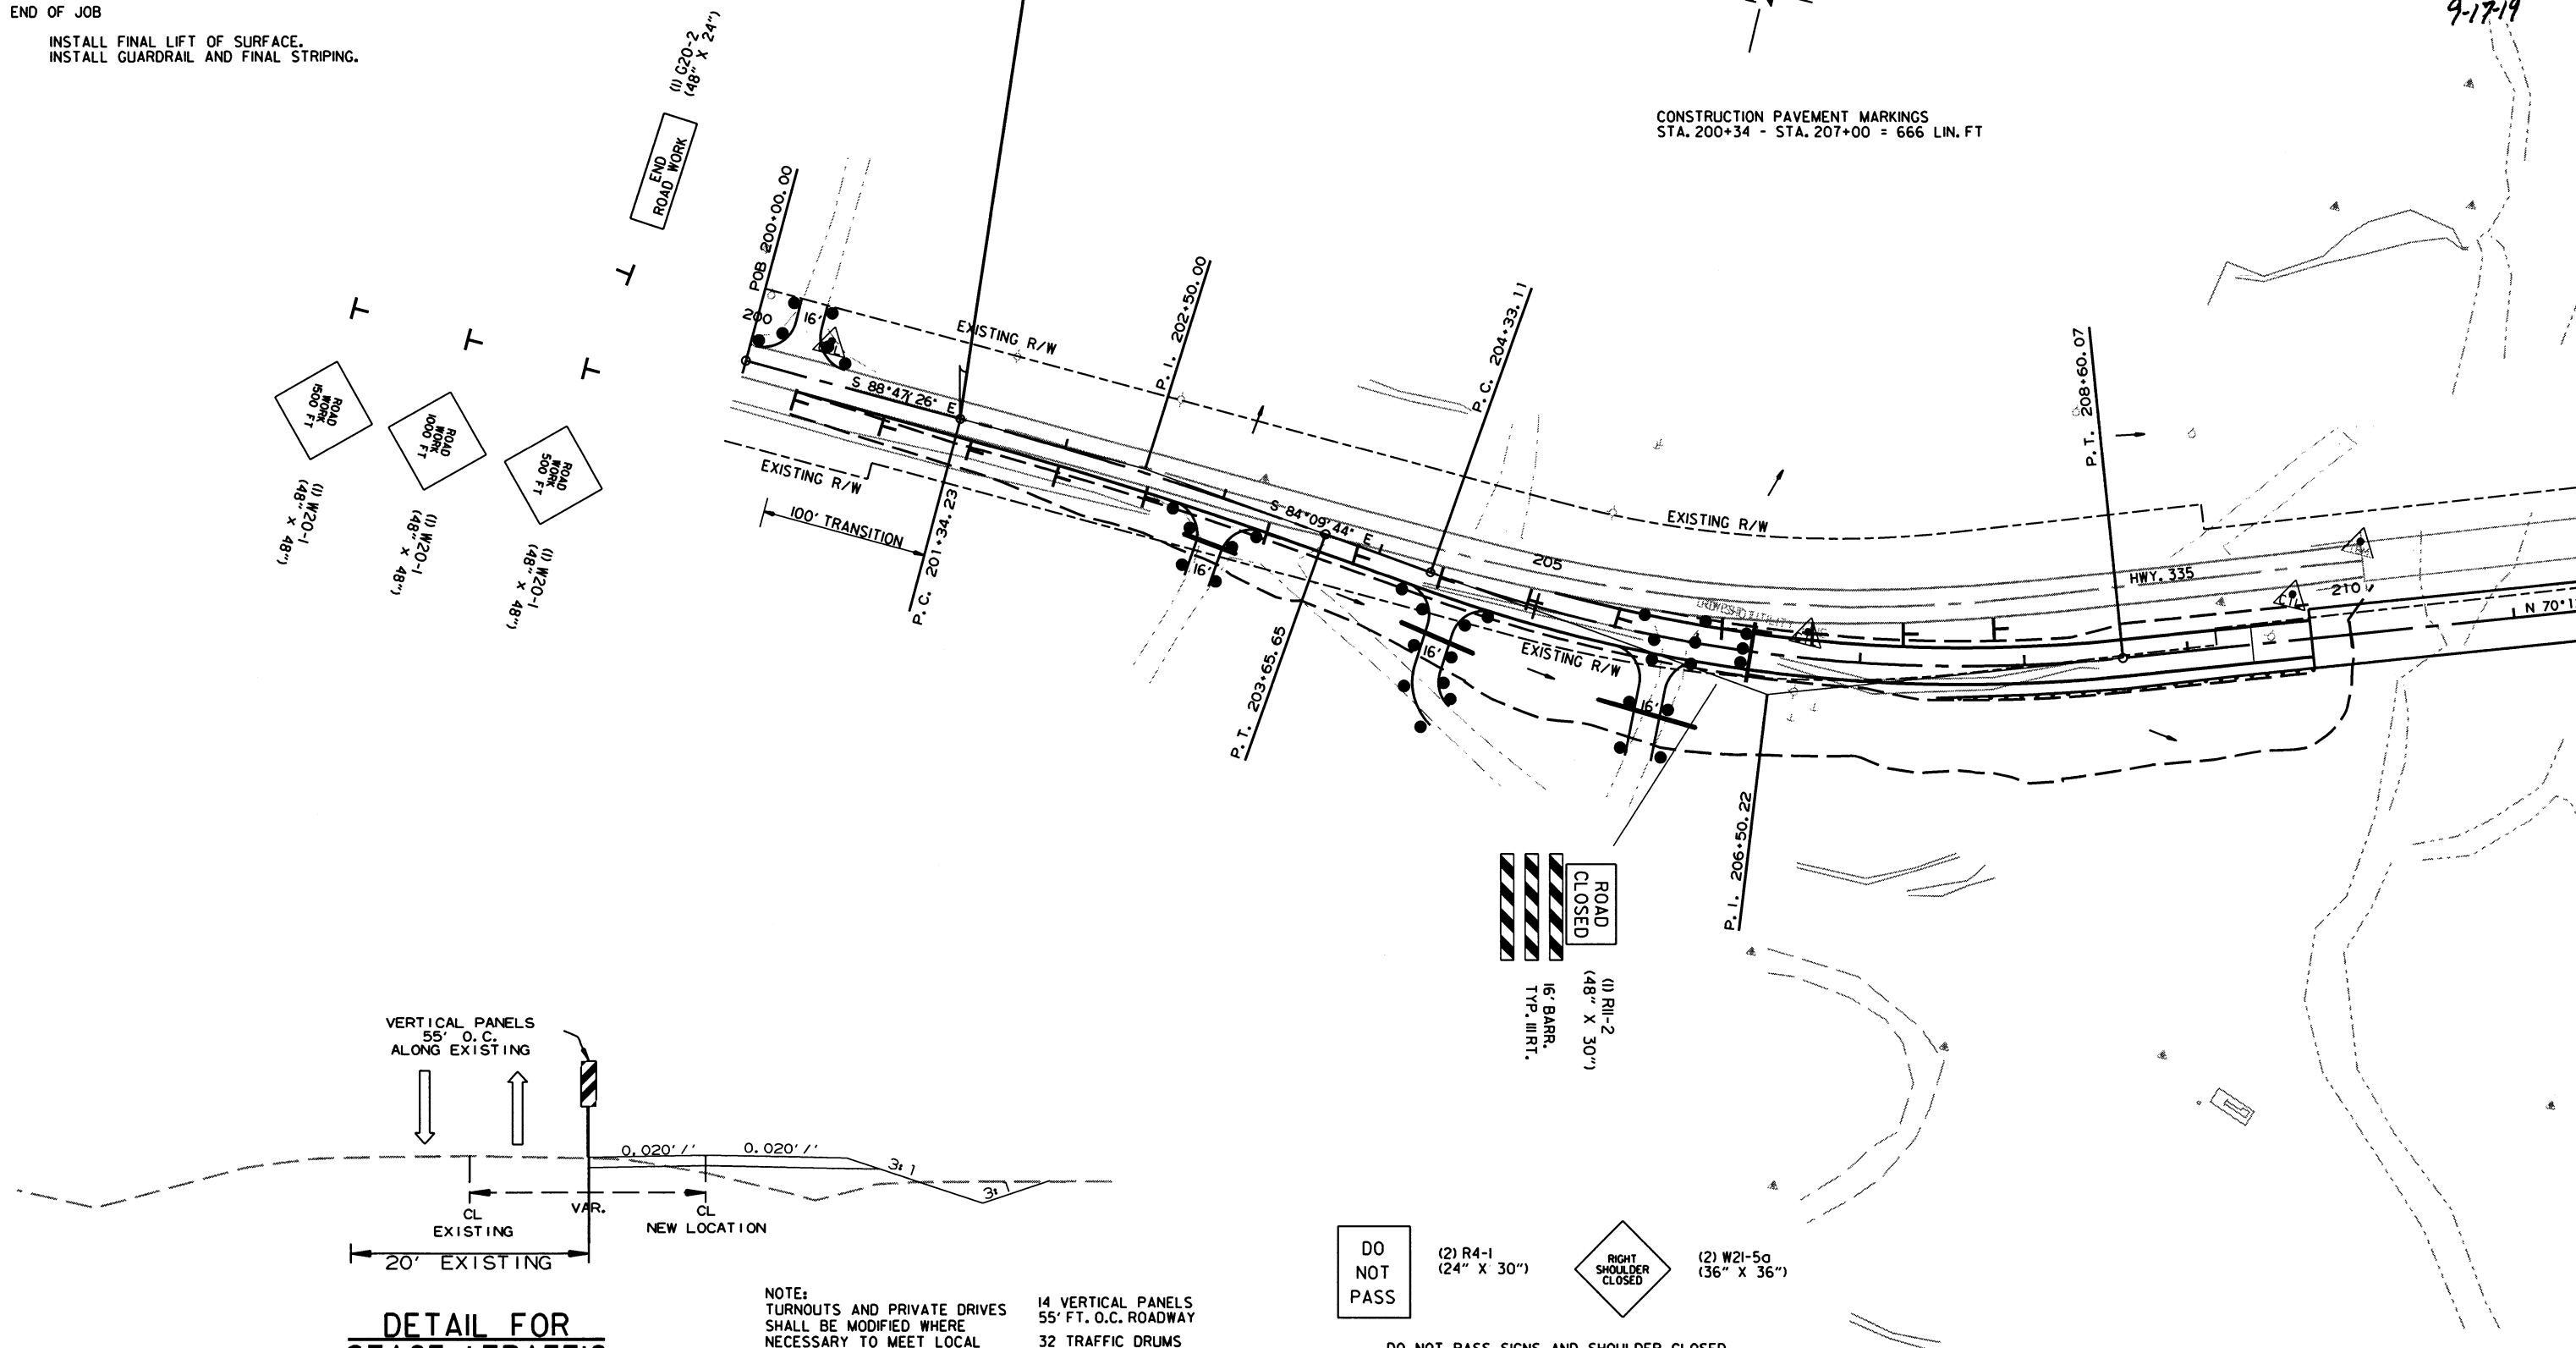 END OF JOB
INSTALL FINAL LIFT OF SURFACE.
INSTALL GUARDRAIL AND FINAL STRIPING.
9-17-19
(1) G20-2
(48" X 24")
END
ROAD WORK
CONSTRUCTION PAVEMENT MARKINGS
STA. 200+34 - STA. 207+00 = 666 LIN. FT
POB 200+00.00
200
16'
EXISTING R/W
P. I. 202+50.00
P. C. 204+33.11
P. T. 208+60.07
S 88°47'26" E
EXISTING R/W
100' TRANSITION
P. C. 201+34.23
S 84°09'44" E
EXISTING R/W
205
HWY. 335
210
N 70°1
16'
16'
EXISTING R/W
16'
P. T. 203+65.65
P. I. 206+50.22
ROAD
WORK
1500 FT
ROAD
WORK
1000 FT
ROAD
WORK
500 FT
(1) W20-1
(48" X 48")
(1) W20-1
(48" X 48")
(1) W20-1
(48" X 48")
ROAD
CLOSED
(1) R11-2
(48" X 30")
16' BARR.
TYP. III RT.
VERTICAL PANELS
55' O.C.
ALONG EXISTING
0.020'/'
0.020'/'
3:1
3:1
VAR.
CL
EXISTING
CL
NEW LOCATION
20' EXISTING
DETAIL FOR
NOTE:
TURNOUTS AND PRIVATE DRIVES
SHALL BE MODIFIED WHERE
NECESSARY TO MEET LOCAL
14 VERTICAL PANELS
55' FT. O.C. ROADWAY
32 TRAFFIC DRUMS
DO
NOT
PASS
(2) R4-1
(24" X 30")
RIGHT
SHOULDER
CLOSED
(2) W21-5a
(36" X 36")
DO NOT PASS SIGNS AND SHOULDER CLOSED